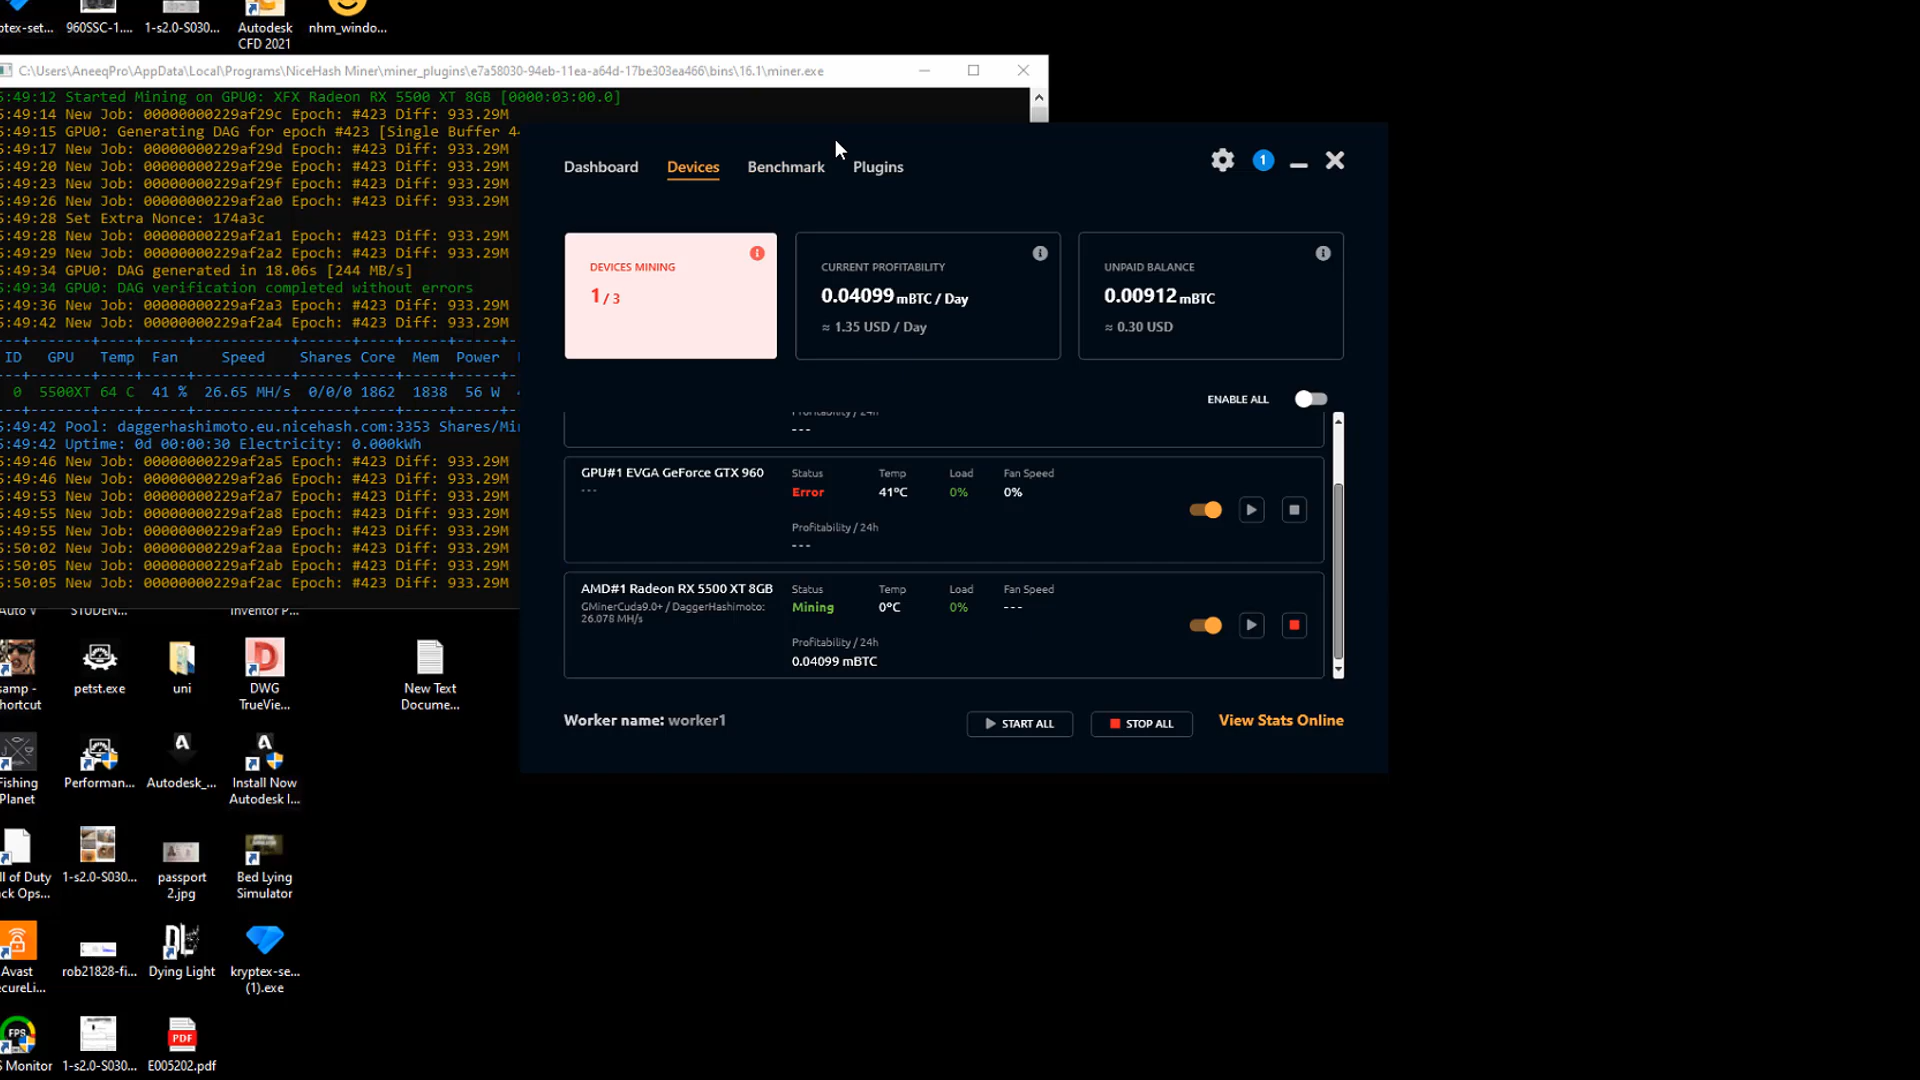 ptex-set...
960SSC-1....
1-s2.0-S030...
Autodesk
CFD 2021
nhm_windo...
C:\Users\AneeqPro\AppData\Local\Programs\NiceHash Miner\miner_plugins\e7a58030-94eb-11ea-a64d-17be303ea466\bins\16.1\miner.exe
5:49:12 Started Mining on GPU0: XFX Radeon RX 5500 XT 8GB [0000:03:00.0]
5:49:14 New Job: 00000000229af29c Epoch: #423 Diff: 933.29M
5:49:15 GPU0: Generating DAG for epoch #423 [Single Buffer 44
5:49:17 New Job: 00000000229af29d Epoch: #423 Diff: 933.29M
5:49:20 New Job: 00000000229af29e Epoch: #423 Diff: 933.29M
5:49:23 New Job: 00000000229af29f Epoch: #423 Diff: 933.29M
5:49:26 New Job: 00000000229af2a0 Epoch: #423 Diff: 933.29M
5:49:28 Set Extra Nonce: 174a3c
5:49:28 New Job: 00000000229af2a1 Epoch: #423 Diff: 933.29M
5:49:29 New Job: 00000000229af2a2 Epoch: #423 Diff: 933.29M
5:49:34 GPU0: DAG generated in 18.06s [244 MB/s]
5:49:34 GPU0: DAG verification completed without errors
5:49:36 New Job: 00000000229af2a3 Epoch: #423 Diff: 933.29M
5:49:42 New Job: 00000000229af2a4 Epoch: #423 Diff: 933.29M
ID GPU Temp Fan Speed Shares Core Mem Power
0 5500XT 64 C 41 % 26.65 MH/s 0/0/0 1862 1838 56 W
5:49:42 Pool: daggerhashimoto.eu.nicehash.com:3353 Shares/Mi
5:49:42 Uptime: 0d 00:00:30 Electricity: 0.000kWh
5:49:46 New Job: 00000000229af2a5 Epoch: #423 Diff: 933.29M
5:49:46 New Job: 00000000229af2a6 Epoch: #423 Diff: 933.29M
5:49:53 New Job: 00000000229af2a7 Epoch: #423 Diff: 933.29M
5:49:55 New Job: 00000000229af2a8 Epoch: #423 Diff: 933.29M
5:49:55 New Job: 00000000229af2a9 Epoch: #423 Diff: 933.29M
5:50:02 New Job: 00000000229af2aa Epoch: #423 Diff: 933.29M
5:50:05 New Job: 00000000229af2ab Epoch: #423 Diff: 933.29M
5:50:05 New Job: 00000000229af2ac Epoch: #423 Diff: 933.29M
Dashboard
Devices
Benchmark
Plugins
1
DEVICES MINING
1 / 3
CURRENT PROFITABILITY
0.04099 mBTC / Day
≈ 1.35 USD / Day
UNPAID BALANCE
0.00912 mBTC
≈ 0.30 USD
ENABLE ALL
Profitability / 24h
---
GPU#1 EVGA GeForce GTX 960
---
Status
Error
Temp
41°C
Load
0%
Fan Speed
0%
Profitability / 24h
---
AMD#1 Radeon RX 5500 XT 8GB
GMinerCuda9.0+ / DaggerHashimoto:
26.078 MH/s
Status
Mining
Temp
0°C
Load
0%
Fan Speed
---
Profitability / 24h
0.04099 mBTC
Worker name: worker1
START ALL
STOP ALL
View Stats Online
Auto V
STUDEN...
Inventor P...
samp -
hortcut
petst.exe
uni
DWG
TrueVie...
New Text
Docume...
Fishing
Planet
Performan...
Autodesk_...
Install Now
Autodesk I...
ll of Duty
ack Ops...
1-s2.0-S030...
passport
2.jpg
Bed Lying
Simulator
Avast
ecureLi...
rob21828-fi...
DL
Dying Light
kryptex-se...
(1).exe
FPS
S Monitor
1-s2.0-S030...
PDF
E005202.pdf